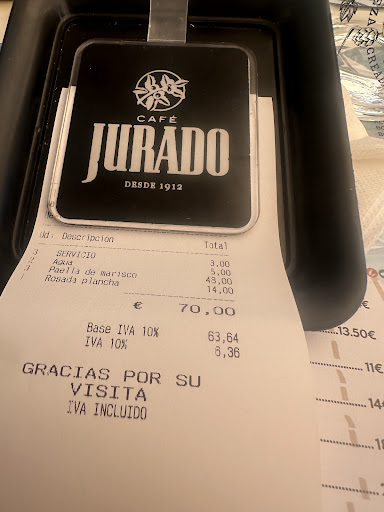 CAFÉ
JURADO
DESDE 1912
Ud: Descripcion Total
3 SERVICIO 3,00
2 Agua 5,00
3 Paella de marisco 48,00
1 Rosada plancha 14,00
€ 70,00
Base IVA 10% 63,64
IVA 10% 6,36
GRACIAS POR SU
VISITA
IVA INCLUIDO
13.50€
11€